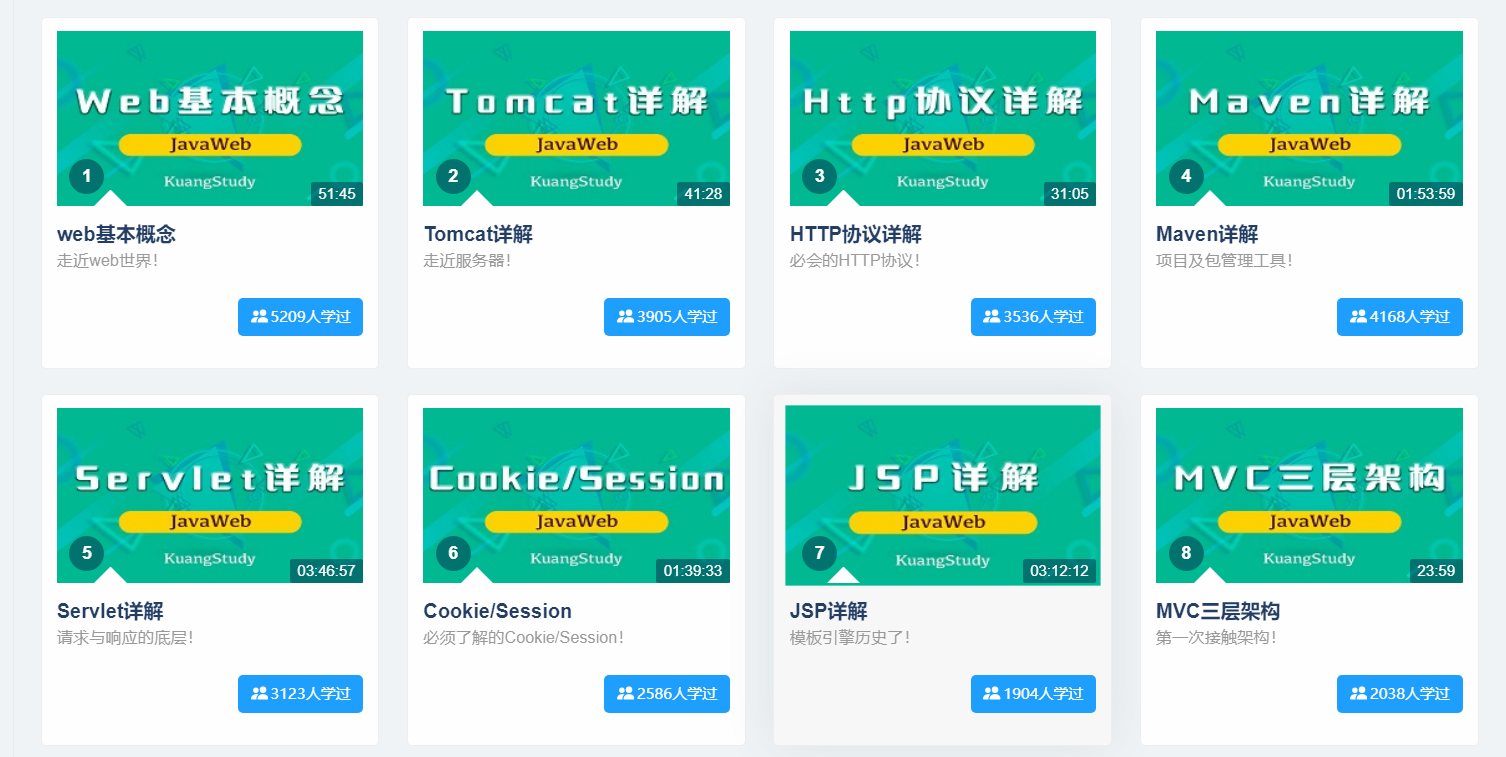 Web基本概念
JavaWeb
KuangStudy
1
51:45
web基本概念
走近web世界！
5209人学过
Tomcat详解
JavaWeb
KuangStudy
2
41:28
Tomcat详解
走近服务器！
3905人学过
Http协议详解
JavaWeb
KuangStudy
3
31:05
HTTP协议详解
必会的HTTP协议！
3536人学过
Maven详解
JavaWeb
KuangStudy
4
01:53:59
Maven详解
项目及包管理工具！
4168人学过
Servlet详解
JavaWeb
KuangStudy
5
03:46:57
Servlet详解
请求与响应的底层！
3123人学过
Cookie/Session
JavaWeb
KuangStudy
6
01:39:33
Cookie/Session
必须了解的Cookie/Session！
2586人学过
JSP详解
JavaWeb
KuangStudy
7
03:12:12
JSP详解
模板引擎历史了！
1904人学过
MVC三层架构
JavaWeb
KuangStudy
8
23:59
MVC三层架构
第一次接触架构！
2038人学过